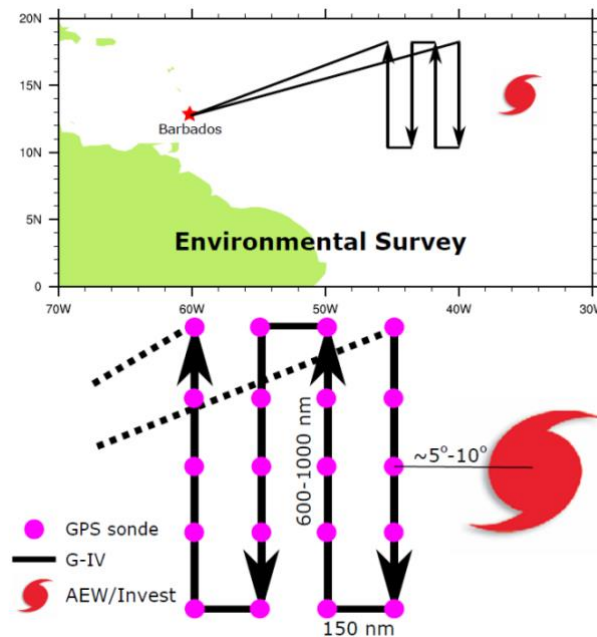 20N
15N
10N
5N
0
Barbados
Environmental Survey
70W
60W
50W
40W
30W
600-1000 nm
~5°-10°
GPS sonde
G-IV
AEW/Invest
150 nm